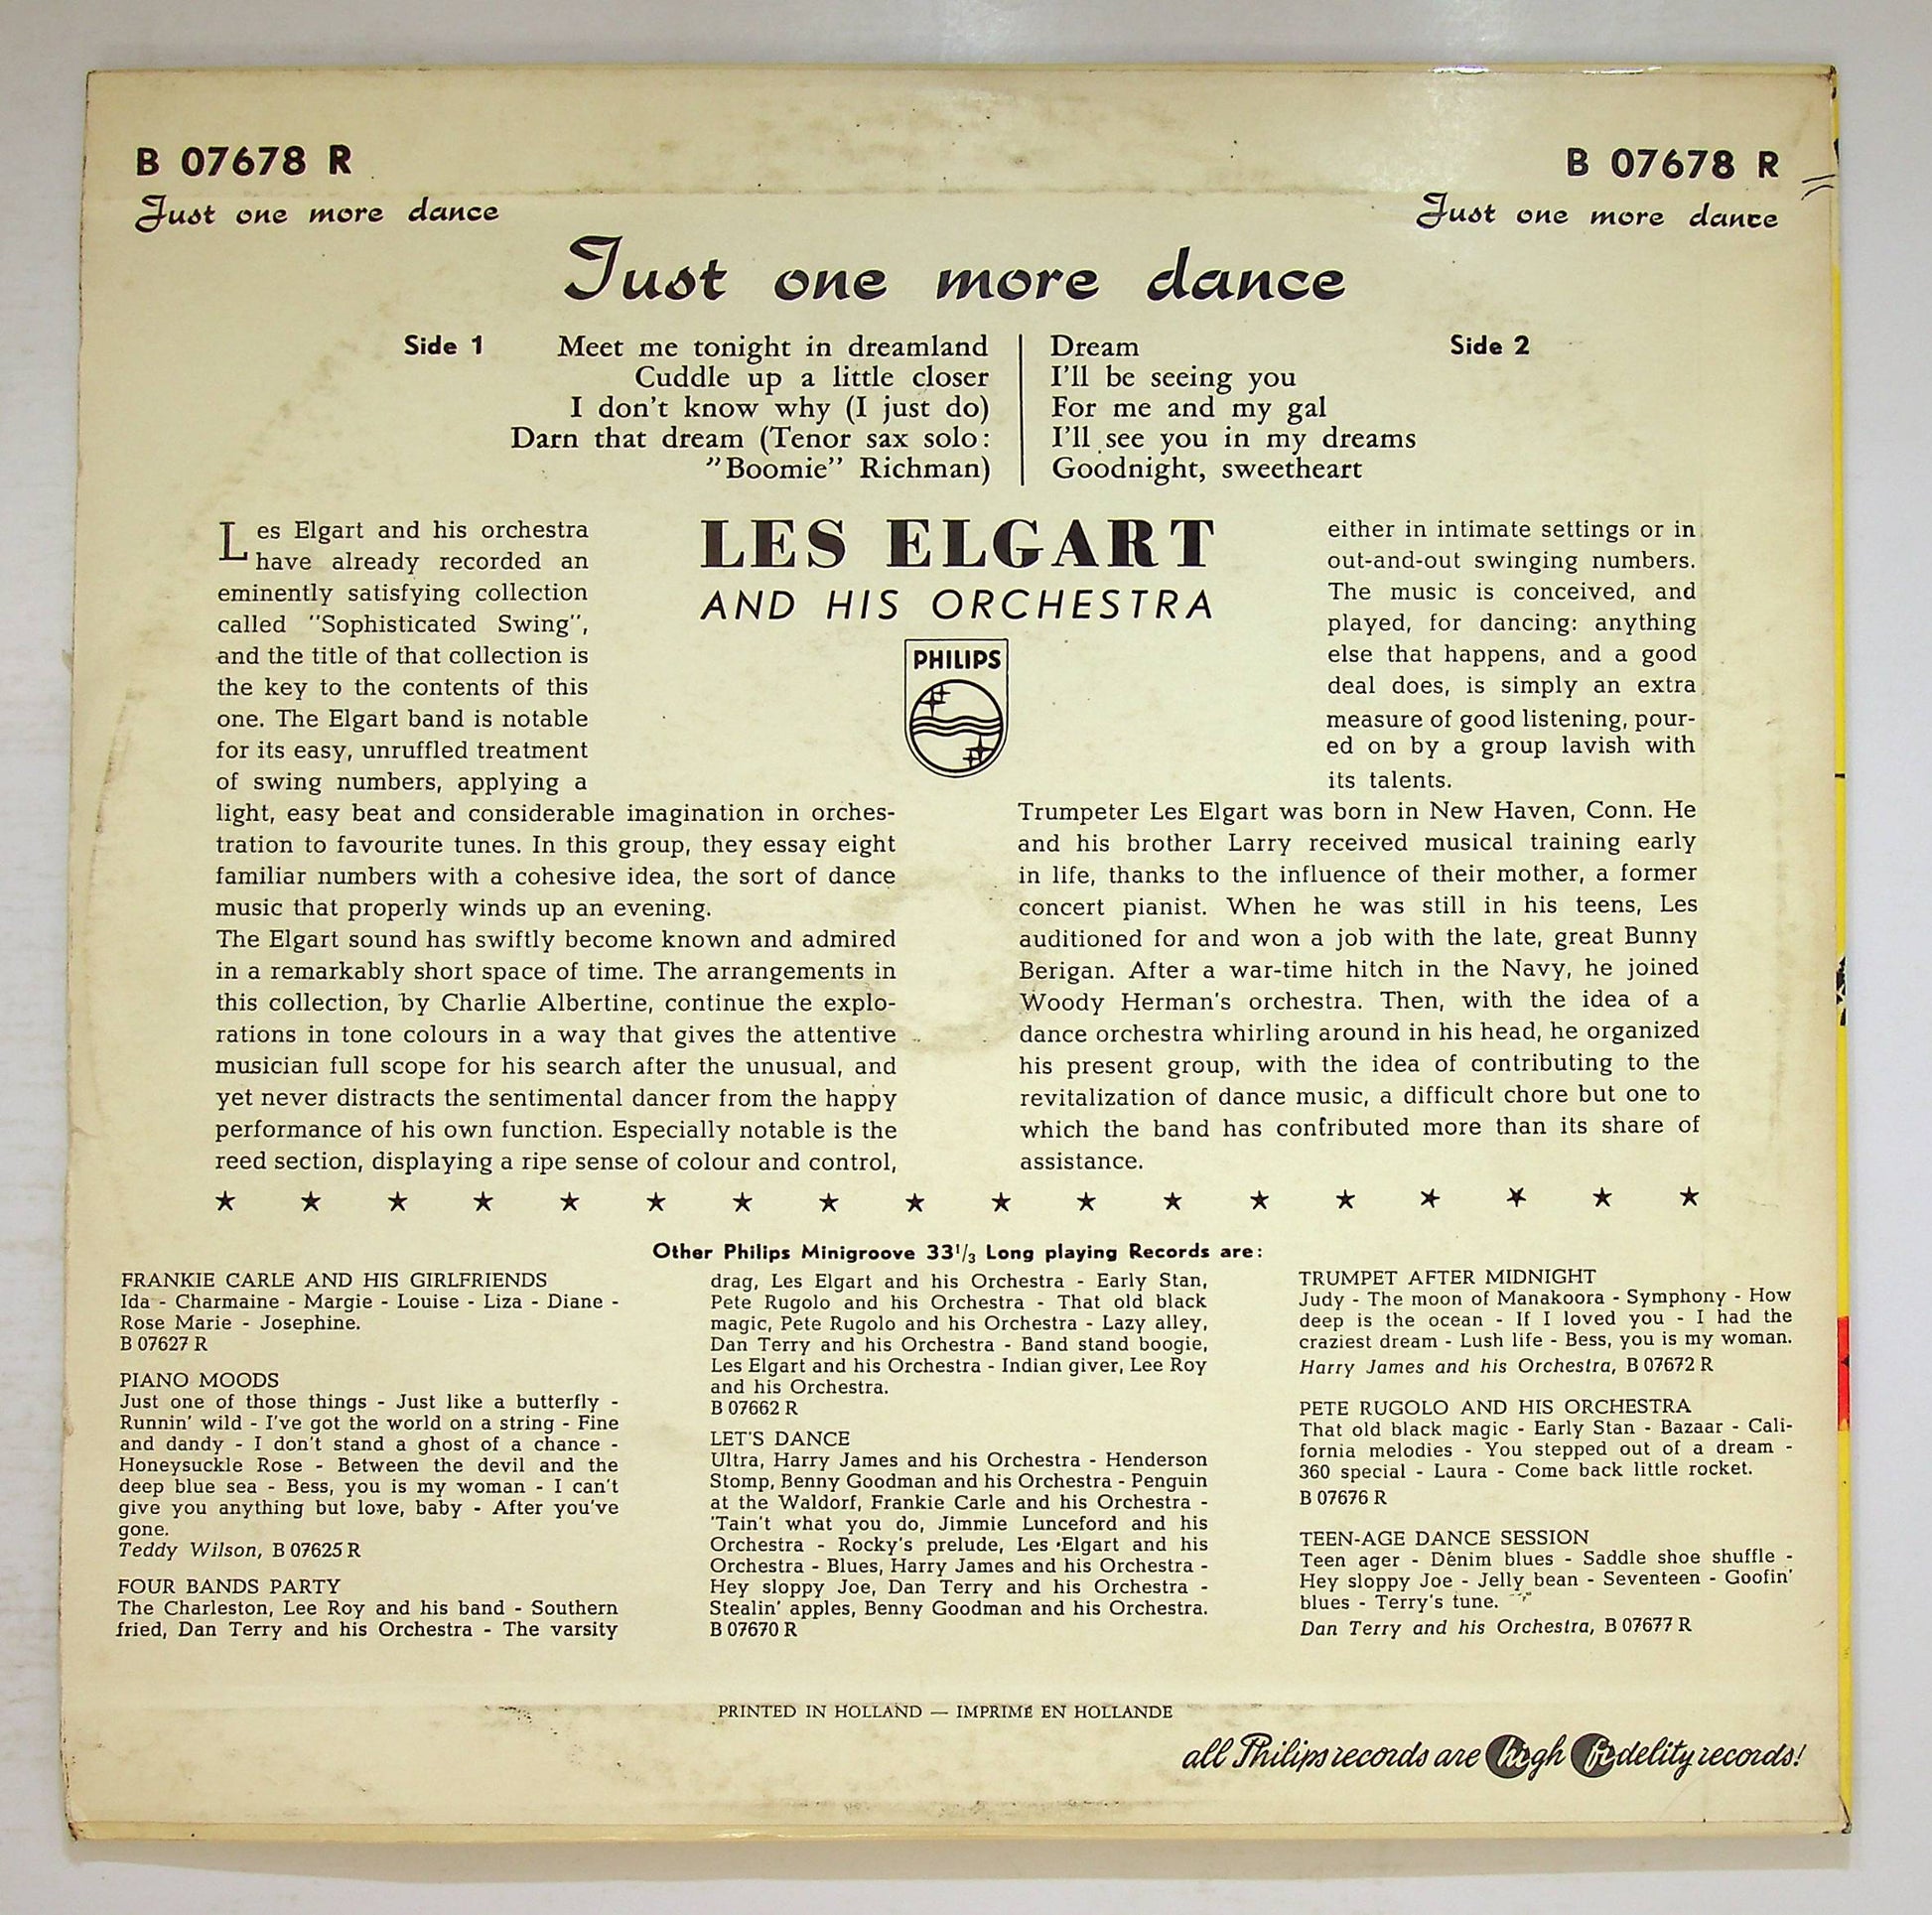 B 07678 R
Just one more dance
B 07678 R
Just one more dance
Just one more dance
Side 1
Meet me tonight in dreamland
Cuddle up a little closer
I don't know why (I just do)
Darn that dream (Tenor sax solo:
"Boomie" Richman)
Dream
I'll be seeing you
For me and my gal
I'll see you in my dreams
Goodnight, sweetheart
Side 2
LES ELGART
AND HIS ORCHESTRA
PHILIPS
Les Elgart and his orchestra
have already recorded an
eminently satisfying collection
called "Sophisticated Swing",
and the title of that collection is
the key to the contents of this
one. The Elgart band is notable
for its easy, unruffled treatment
of swing numbers, applying a
light, easy beat and considerable imagination in orches-
tration to favourite tunes. In this group, they essay eight
familiar numbers with a cohesive idea, the sort of dance
music that properly winds up an evening.
The Elgart sound has swiftly become known and admired
in a remarkably short space of time. The arrangements in
this collection, by Charlie Albertine, continue the explo-
rations in tone colours in a way that gives the attentive
musician full scope for his search after the unusual, and
yet never distracts the sentimental dancer from the happy
performance of his own function. Especially notable is the
reed section, displaying a ripe sense of colour and control,
either in intimate settings or in
out-and-out swinging numbers.
The music is conceived, and
played, for dancing: anything
else that happens, and a good
deal does, is simply an extra
measure of good listening, pour-
ed on by a group lavish with
its talents.
Trumpeter Les Elgart was born in New Haven, Conn. He
and his brother Larry received musical training early
in life, thanks to the influence of their mother, a former
concert pianist. When he was still in his teens, Les
auditioned for and won a job with the late, great Bunny
Berigan. After a war-time hitch in the Navy, he joined
Woody Herman's orchestra. Then, with the idea of a
dance orchestra whirling around in his head, he organized
his present group, with the idea of contributing to the
revitalization of dance music, a difficult chore but one to
which the band has contributed more than its share of
assistance.
Other Philips Minigroove 33 1/3 Long playing Records are:
FRANKIE CARLE AND HIS GIRLFRIENDS
Ida - Charmaine - Margie - Louise - Liza - Diane -
Rose Marie - Josephine.
B 07627 R
PIANO MOODS
Just one of those things - Just like a butterfly -
Runnin' wild - I've got the world on a string - Fine
and dandy - I don't stand a ghost of a chance -
Honeysuckle Rose - Between the devil and the
deep blue sea - Bess, you is my woman - I can't
give you anything but love, baby - After you've
gone.
Teddy Wilson, B 07625 R
FOUR BANDS PARTY
The Charleston, Lee Roy and his band - Southern
fried, Dan Terry and his Orchestra - The varsity
drag, Les Elgart and his Orchestra - Early Stan,
Pete Rugolo and his Orchestra - That old black
magic, Pete Rugolo and his Orchestra - Lazy alley,
Dan Terry and his Orchestra - Band stand boogie,
Les Elgart and his Orchestra - Indian giver, Lee Roy
and his Orchestra.
B 07662 R
LET'S DANCE
Ultra, Harry James and his Orchestra - Henderson
Stomp, Benny Goodman and his Orchestra - Penguin
at the Waldorf, Frankie Carle and his Orchestra -
'Tain't what you do, Jimmie Lunceford and his
Orchestra - Rocky's prelude, Les Elgart and his
Orchestra - Blues, Harry James and his Orchestra -
Hey sloppy Joe, Dan Terry and his Orchestra -
Stealin' apples, Benny Goodman and his Orchestra.
B 07670 R
TRUMPET AFTER MIDNIGHT
Judy - The moon of Manakoora - Symphony - How
deep is the ocean - If I loved you - I had the
craziest dream - Lush life - Bess, you is my woman.
Harry James and his Orchestra, B 07672 R
PETE RUGOLO AND HIS ORCHESTRA
That old black magic - Early Stan - Bazaar - Cali-
fornia melodies - You stepped out of a dream -
360 special - Laura - Come back little rocket.
B 07676 R
TEEN-AGE DANCE SESSION
Teen ager - Denim blues - Saddle shoe shuffle -
Hey sloppy Joe - Jelly bean - Seventeen - Goofin'
blues - Terry's tune.
Dan Terry and his Orchestra, B 07677 R
PRINTED IN HOLLAND — IMPRIMÉ EN HOLLANDE
all Philips records are high fidelity records!